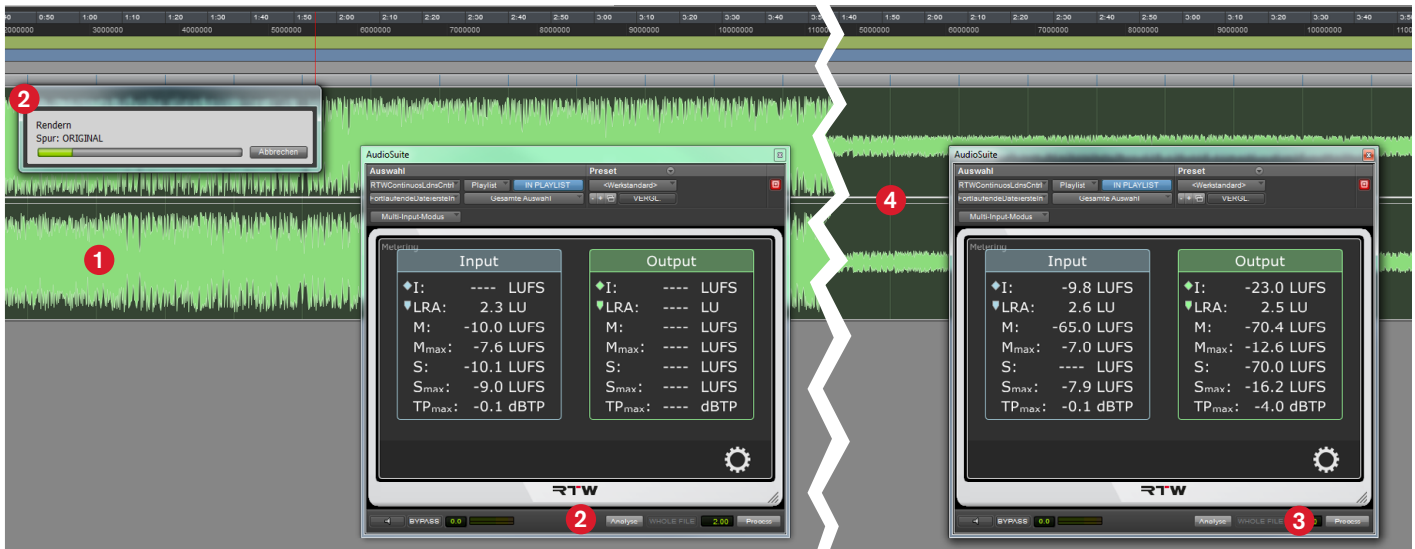 0:50 1:00 1:10 1:20 1:30 1:40 1:50 2:00 2:10 2:20 2:30 2:40 2:50 3:00 3:10 3:20 3:30 3:40
3000000 4000000 5000000 6000000 7000000 8000000 9000000 10000000
1:40 1:50 2:00 2:10 2:20 2:30 2:40 2:50 3:00 3:10 3:20 3:30 3:40
5000000 6000000 7000000 8000000 9000000 10000000
2
Rendern
Spur: ORIGINAL
Abbrechen
1
AudioSuite
Auswahl Preset
RTWContinuosLdnsCntrl Playlist IN PLAYLIST <Werkstandard>
Gesamte Auswahl VERGL.
Multi-Input-Modus
Metering
Input
I: ---- LUFS
LRA: 2.3 LU
M: -10.0 LUFS
Mmax: -7.6 LUFS
S: -10.1 LUFS
Smax: -9.0 LUFS
TPmax: -0.1 dBTP
Output
I: ---- LUFS
LRA: ---- LU
M: ---- LUFS
Mmax: ---- LUFS
S: ---- LUFS
Smax: ---- LUFS
TPmax: ---- dBTP
RTW
BYPASS 0.0 2 Analyse WHOLE FILE 2.00 Process
4
AudioSuite
Auswahl Preset
RTWContinuosLdnsCntrl Playlist IN PLAYLIST <Werkstandard>
Gesamte Auswahl VERGL.
Multi-Input-Modus
Metering
Input
I: -9.8 LUFS
LRA: 2.6 LU
M: -65.0 LUFS
Mmax: -7.0 LUFS
S: ---- LUFS
Smax: -7.9 LUFS
TPmax: -0.1 dBTP
Output
I: -23.0 LUFS
LRA: 2.5 LU
M: -70.4 LUFS
Mmax: -12.6 LUFS
S: -70.0 LUFS
Smax: -16.2 LUFS
TPmax: -4.0 dBTP
RTW
BYPASS 0.0 Analyse WHOLE FILE 3 Process